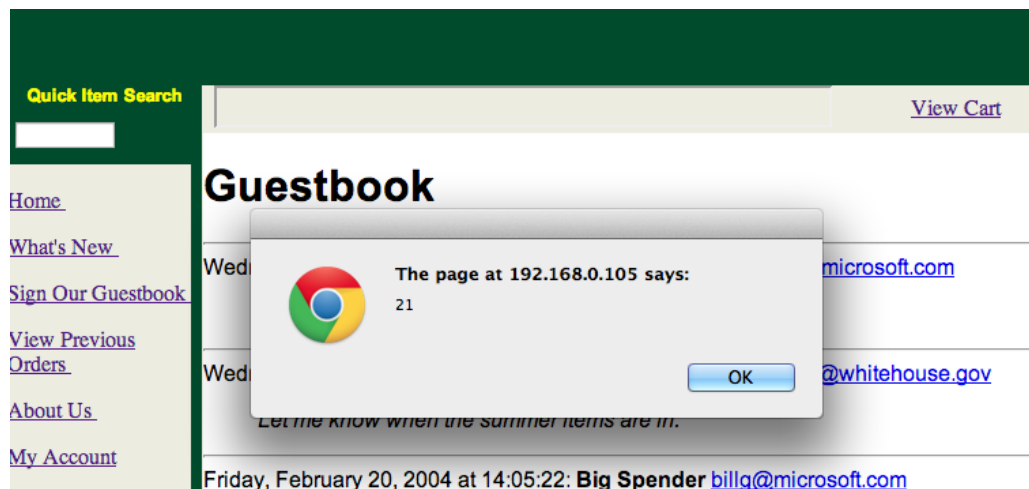 Quick Item Search
View Cart
Home
What's New
Sign Our Guestbook
View Previous
Orders
About Us
My Account
Guestbook
The page at 192.168.0.105 says:
21
OK
microsoft.com
@whitehouse.gov
Let me know when the summer items are in.
Friday, February 20, 2004 at 14:05:22: Big Spender billg@microsoft.com